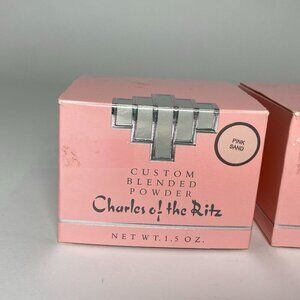 PINK
SAND
CUSTOM
BLENDED
POWDER
Charles of the Ritz
NET WT. 1.5 OZ.